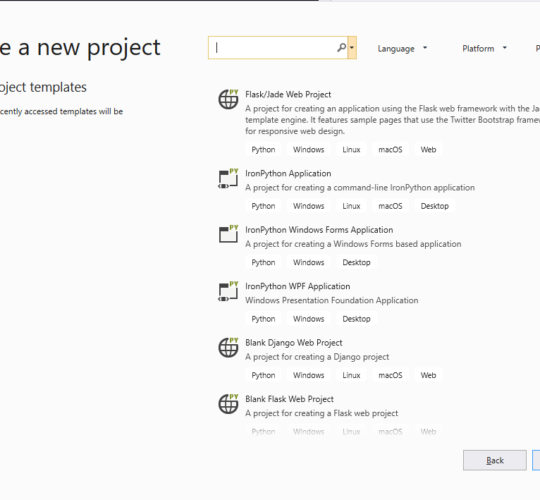 e a new project
Language
Platform
P
oject templates
cently accessed templates will be
Flask/Jade Web Project
A project for creating an application using the Flask web framework with the Jad
template engine. It features sample pages that use the Twitter Bootstrap framew
for responsive web design.
Python Windows Linux macOS Web
IronPython Application
A project for creating a command-line IronPython application
Python Windows Linux macOS Desktop
IronPython Windows Forms Application
A project for creating a Windows Forms based application
Python Windows Desktop
IronPython WPF Application
Windows Presentation Foundation Application
Python Windows Desktop
Blank Django Web Project
A project for creating a Django project
Python Windows Linux macOS Web
Blank Flask Web Project
A project for creating a Flask web project
Python Windows Linux macOS Web
Back